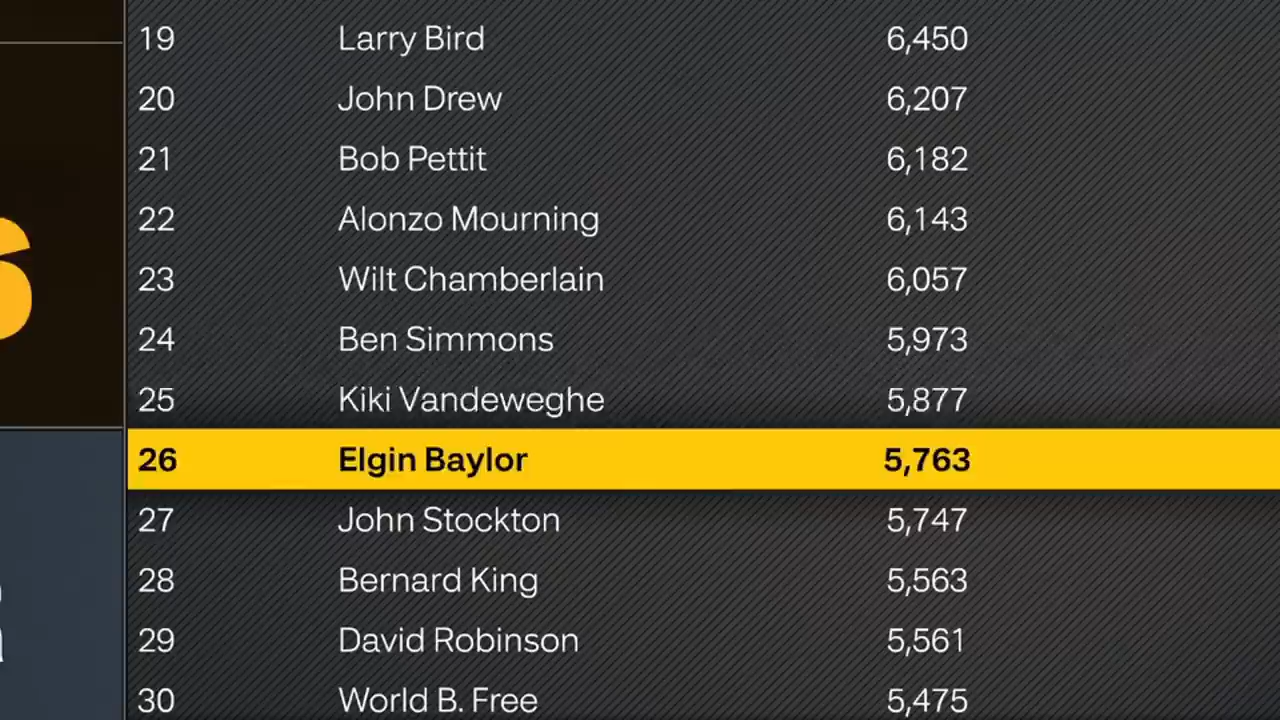 19 Larry Bird 6,450
20 John Drew 6,207
21 Bob Pettit 6,182
22 Alonzo Mourning 6,143
23 Wilt Chamberlain 6,057
24 Ben Simmons 5,973
25 Kiki Vandeweghe 5,877
26 Elgin Baylor 5,763
27 John Stockton 5,747
28 Bernard King 5,563
29 David Robinson 5,561
30 World B. Free 5,475